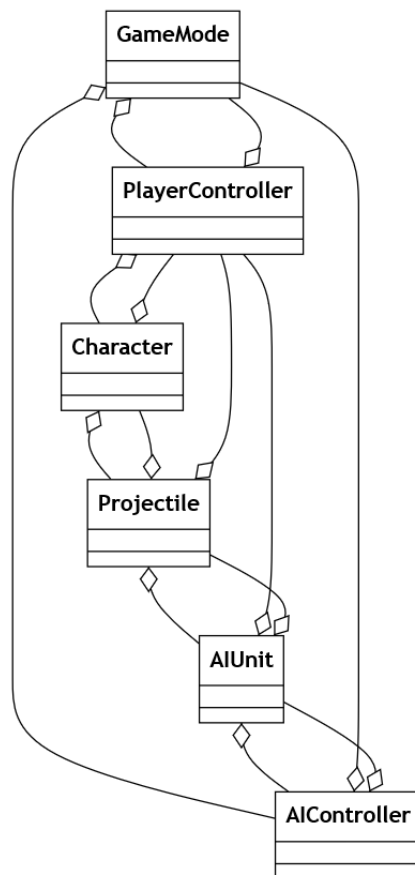 GameMode
PlayerController
Character
Projectile
AIUnit
AIController